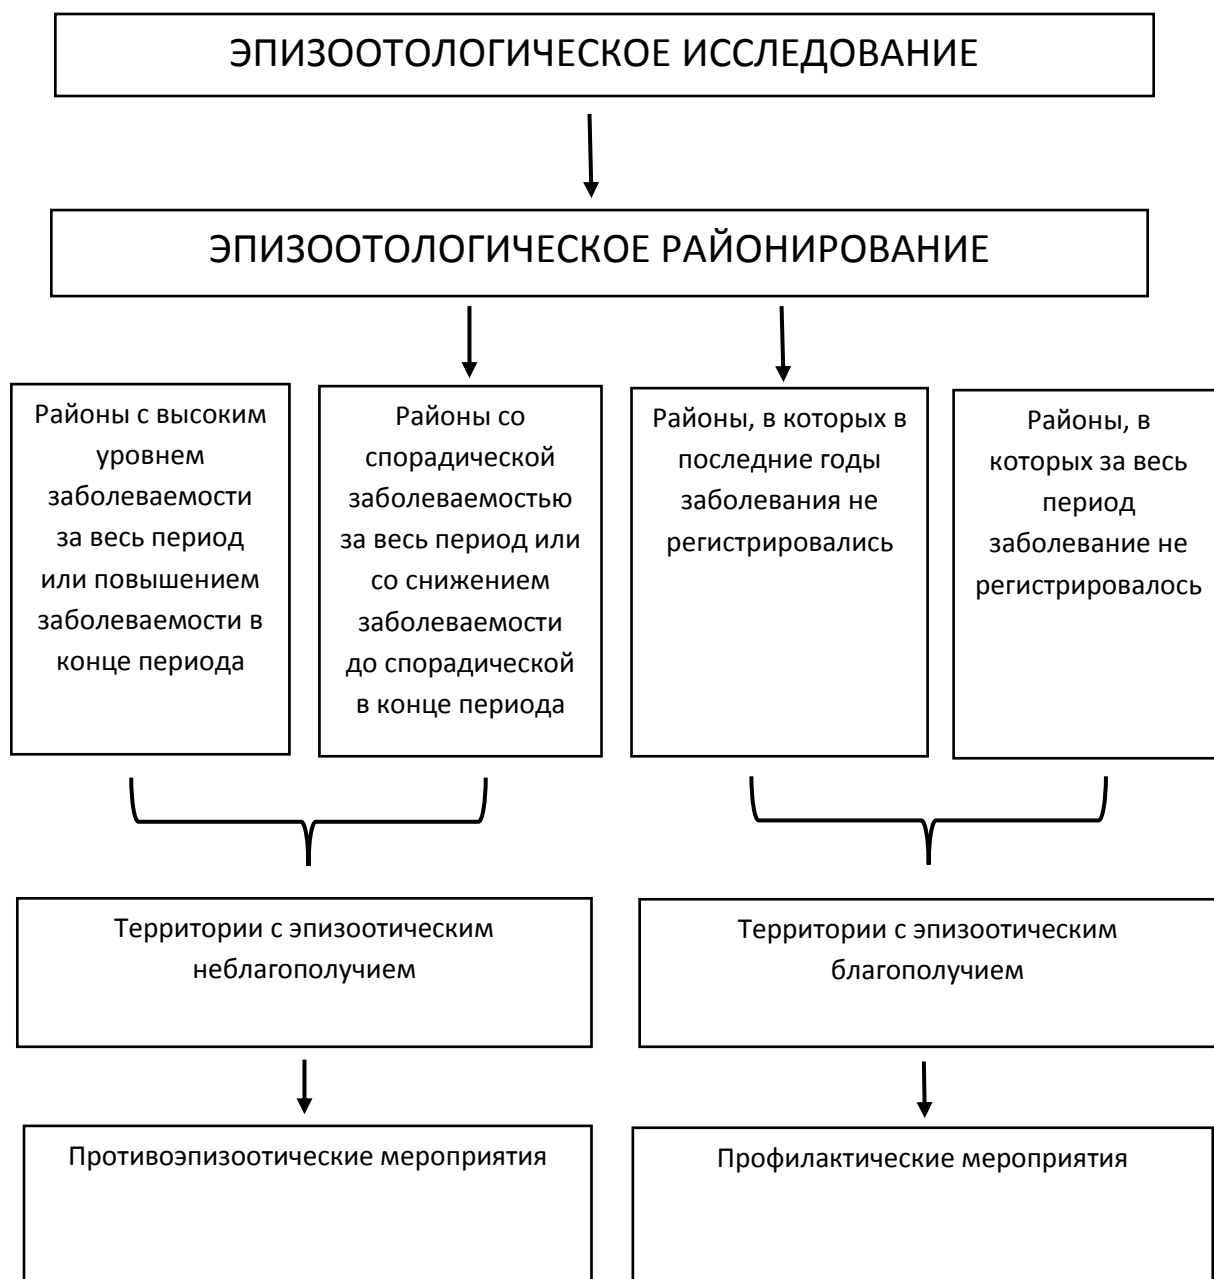 ЭПИЗООТОЛОГИЧЕСКОЕ ИССЛЕДОВАНИЕ
ЭПИЗООТОЛОГИЧЕСКОЕ РАЙОНИРОВАНИЕ
Районы с высоким
уровнем
заболеваемости
за весь период
или повышением
заболеваемости в
конце периода
Районы со
спорадической
заболеваемостью
за весь период или
со снижением
заболеваемости
до спорадической
в конце периода
Районы, в которых в
последние годы
заболевания не
регистрировались
Районы, в
которых за весь
период
заболевание не
регистрировалось
Территории с эпизоотическим
неблагополучием
Территории с эпизоотическим
благополучием
Противоэпизоотические мероприятия
Профилактические мероприятия